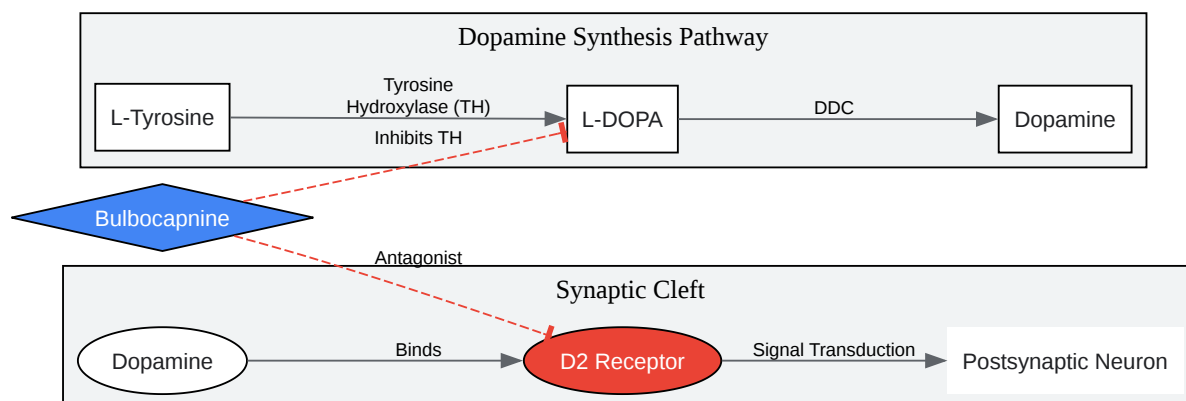 Dopamine Synthesis Pathway
L-Tyrosine
Tyrosine
Hydroxylase (TH)
L-DOPA
DDC
Dopamine
Inhibits TH
Bulbocapnine
Antagonist
Synaptic Cleft
Dopamine
Binds
D2 Receptor
Signal Transduction
Postsynaptic Neuron